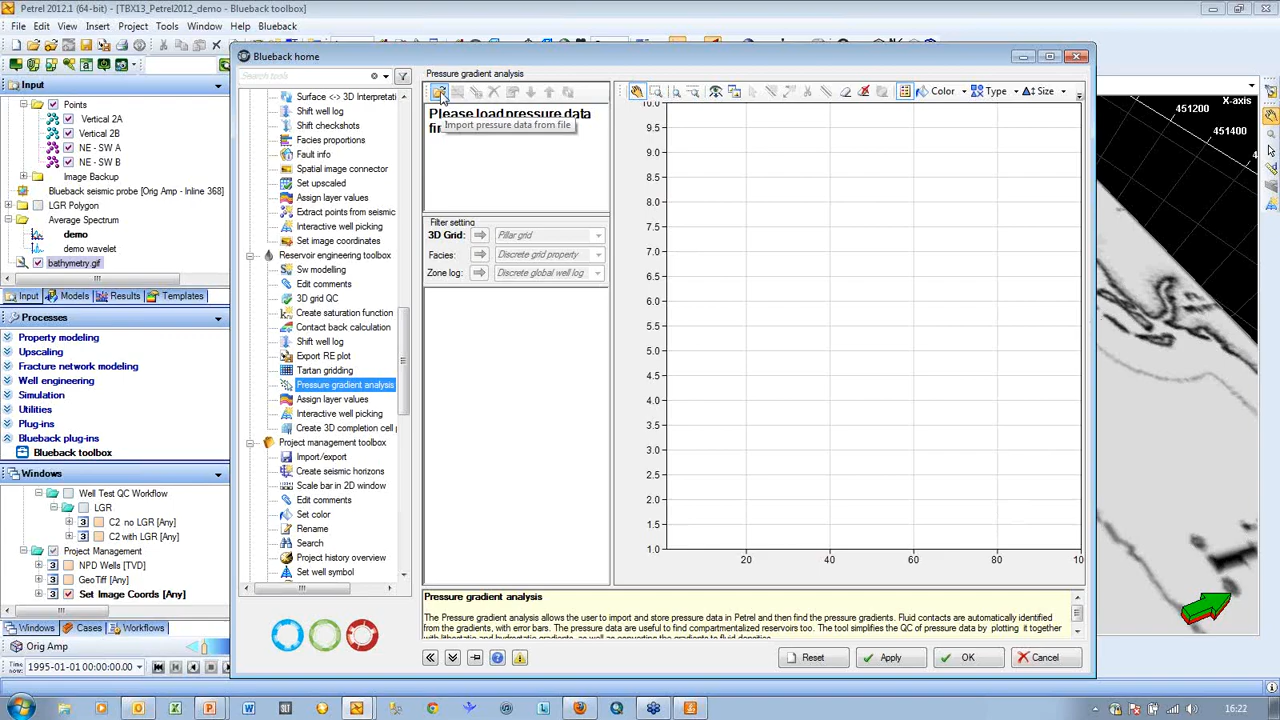 Petrel 2012.1 (64-bit) - [TBX13_Petrel2012_demo - Blueback toolbox]
File Edit View Insert Project Tools Window Help Blueback
Input
Points
Vertical 2A
Vertical 2B
NE - SW A
NE - SW B
Image Backup
Blueback seismic probe [Orig Amp - Inline 368]
LGR Polygon
Average Spectrum
demo
demo wavelet
bathymetry.gif
Input Models Results Templates
Processes
Property modeling
Upscaling
Fracture network modeling
Well engineering
Simulation
Utilities
Plug-ins
Blueback plug-ins
Blueback toolbox
Windows
Well Test QC Workflow
LGR
C2 no LGR [Any]
C2 with LGR [Any]
Project Management
NPD Wells [TVD]
GeoTiff [Any]
Set Image Coords [Any]
Windows Cases Workflows
Orig Amp
Time now
1995-01-01 00:00:00.00
Blueback home
Search tools
Surface <-> 3D Interpretati
Shift well log
Shift checkshots
Facies proportions
Fault info
Spatial image connector
Set upscaled
Assign layer values
Extract points from seismic
Interactive well picking
Set image coordinates
Reservoir engineering toolbox
Sw modelling
Edit comments
3D grid QC
Create saturation function
Contact back calculation
Shift well log
Export RE plot
Tartan gridding
Pressure gradient analysis
Assign layer values
Interactive well picking
Create 3D completion cell p
Project management toolbox
Import/export
Create seismic horizons
Scale bar in 2D window
Edit comments
Set color
Rename
Search
Project history overview
Set well symbol
Pressure gradient analysis
Please load pressure data
Import pressure data from file
Filter setting
3D Grid: Pillar grid
Facies: Discrete grid property
Zone log: Discrete global well log
Color Type Size
10.0
9.5
9.0
8.5
8.0
7.5
7.0
6.5
6.0
5.5
5.0
4.5
4.0
3.5
3.0
2.5
2.0
1.5
1.0
20 40 60 80 10
Pressure gradient analysis
The Pressure gradient analysis allows the user to import and store pressure data in Petrel and then find the pressure gradients. Fluid contacts are automatically identified
from the gradients, with error bars. The pressure data are useful to find compartmentalized reservoirs too. The tool simplifies the QC of pressure data by plotting it together
Reset Apply OK Cancel
451200 X-axis
451400
16:22